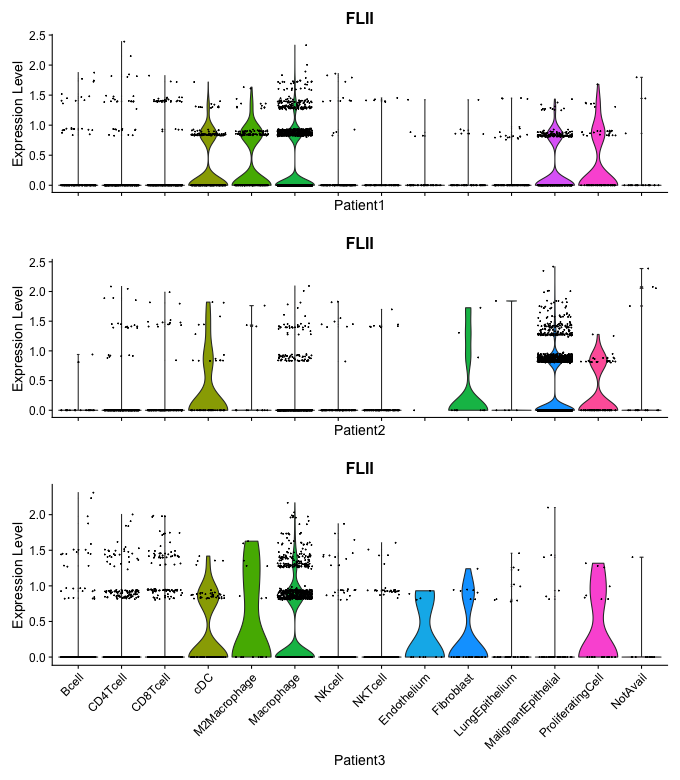 FLII
2.5
2.0
1.5
1.0
0.5
0.0
Expression Level
Patient1
FLII
2.5
2.0
1.5
1.0
0.5
0.0
Expression Level
Patient2
FLII
2.0
1.5
1.0
0.5
0.0
Expression Level
Bcell
CD4Tcell
CD8Tcell
cDC
M2Macrophage
Macrophage
NKcell
NKTcell
Endothelium
Fibroblast
LungEpithelium
MalignantEpithelial
ProliferatingCell
NotAvail
Patient3